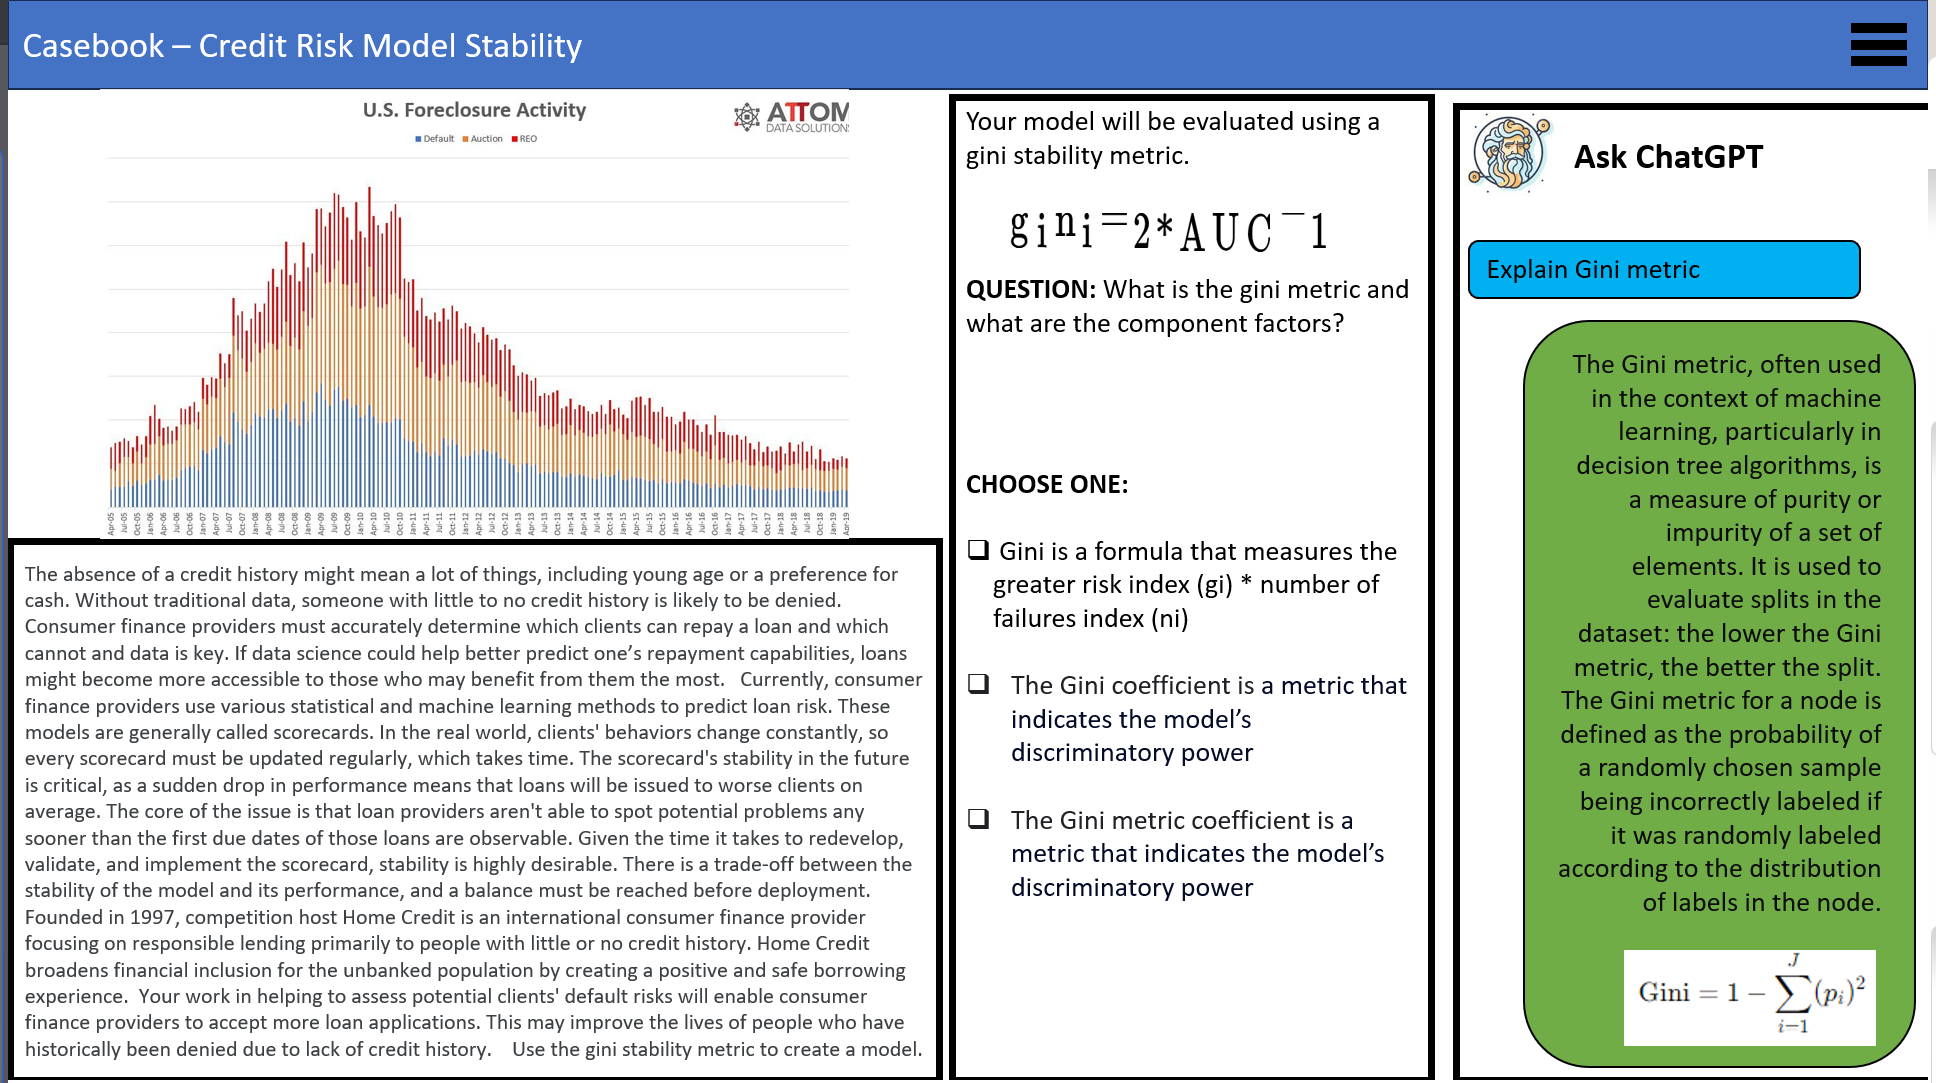 Casebook – Credit Risk Model Stability
U.S. Foreclosure Activity
ATTOM
DATA SOLUTIONS
Default Auction REO
Apr-05 Jul-05 Oct-05 Jan-06 Apr-06 Jul-06 Oct-06 Jan-07 Apr-07 Jul-07 Oct-07 Jan-08 Apr-08 Jul-08 Oct-08 Jan-09 Apr-09 Jul-09 Oct-09 Jan-10 Apr-10 Jul-10 Oct-10 Jan-11 Apr-11 Jul-11 Oct-11 Jan-12 Apr-12 Jul-12 Oct-12 Jan-13 Apr-13 Jul-13 Oct-13 Jan-14 Apr-14 Jul-14 Oct-14 Jan-15 Apr-15 Jul-15 Oct-15 Jan-16 Apr-16 Jul-16 Oct-16 Jan-17 Apr-17 Jul-17 Oct-17 Jan-18 Apr-18 Jul-18 Oct-18 Jan-19 Apr-19
The absence of a credit history might mean a lot of things, including young age or a preference for
cash. Without traditional data, someone with little to no credit history is likely to be denied.
Consumer finance providers must accurately determine which clients can repay a loan and which
cannot and data is key. If data science could help better predict one’s repayment capabilities, loans
might become more accessible to those who may benefit from them the most. Currently, consumer
finance providers use various statistical and machine learning methods to predict loan risk. These
models are generally called scorecards. In the real world, clients' behaviors change constantly, so
every scorecard must be updated regularly, which takes time. The scorecard's stability in the future
is critical, as a sudden drop in performance means that loans will be issued to worse clients on
average. The core of the issue is that loan providers aren't able to spot potential problems any
sooner than the first due dates of those loans are observable. Given the time it takes to redevelop,
validate, and implement the scorecard, stability is highly desirable. There is a trade-off between the
stability of the model and its performance, and a balance must be reached before deployment.
Founded in 1997, competition host Home Credit is an international consumer finance provider
focusing on responsible lending primarily to people with little or no credit history. Home Credit
broadens financial inclusion for the unbanked population by creating a positive and safe borrowing
experience. Your work in helping to assess potential clients' default risks will enable consumer
finance providers to accept more loan applications. This may improve the lives of people who have
historically been denied due to lack of credit history. Use the gini stability metric to create a model.
Your model will be evaluated using a
gini stability metric.
gini=2*AUC−1
QUESTION: What is the gini metric and
what are the component factors?
CHOOSE ONE:
❑ Gini is a formula that measures the
greater risk index (gi) * number of
failures index (ni)
❑ The Gini coefficient is a metric that
indicates the model’s
discriminatory power
❑ The Gini metric coefficient is a
metric that indicates the model’s
discriminatory power
Ask ChatGPT
Explain Gini metric
The Gini metric, often used
in the context of machine
learning, particularly in
decision tree algorithms, is
a measure of purity or
impurity of a set of
elements. It is used to
evaluate splits in the
dataset: the lower the Gini
metric, the better the split.
The Gini metric for a node is
defined as the probability of
a randomly chosen sample
being incorrectly labeled if
it was randomly labeled
according to the distribution
of labels in the node.
Gini = 1 − ∑_{i−1}^{J} (p_i)^2